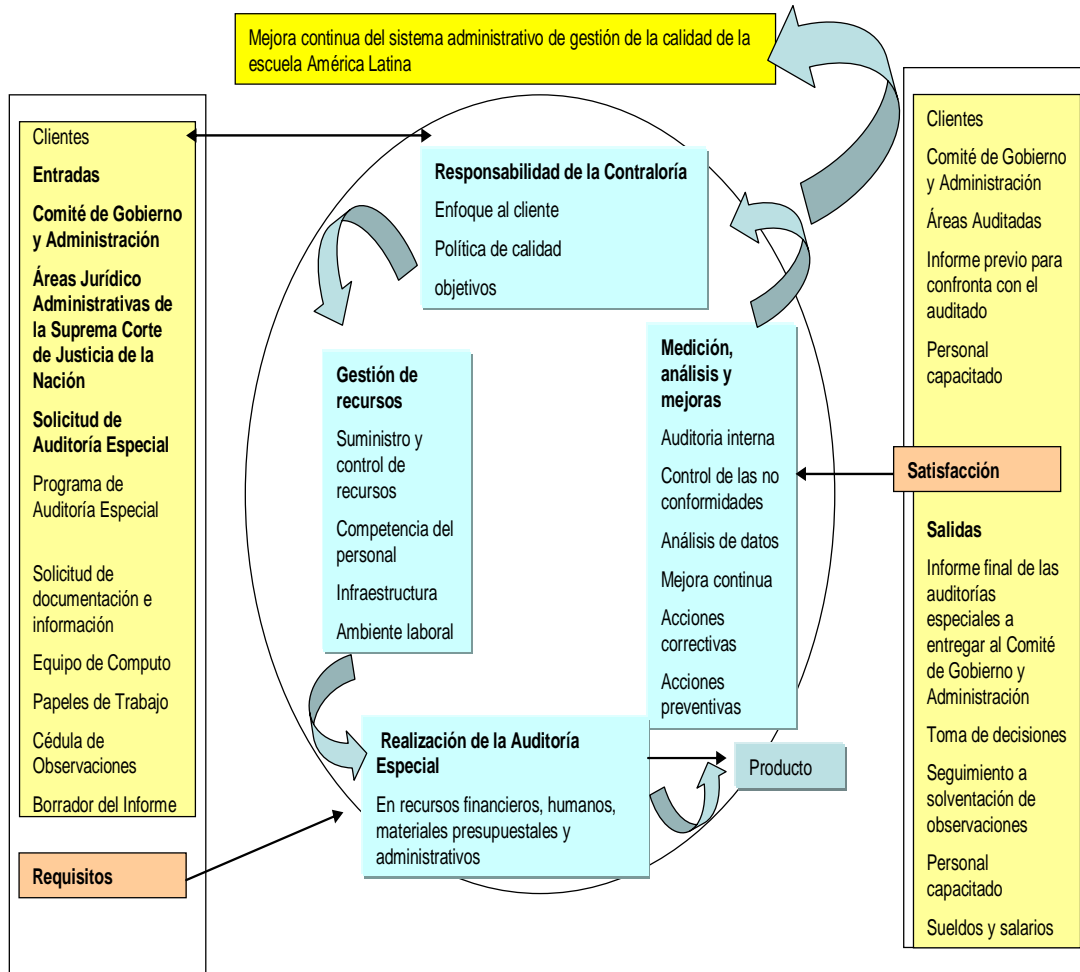 Mejora continua del sistema administrativo de gestión de la calidad de la
escuela América Latina
Clientes
Entradas
Comité de Gobierno
y Administración
Áreas Jurídico
Administrativas de
la Suprema Corte
de Justicia de la
Nación
Solicitud de
Auditoría Especial
Programa de
Auditoría Especial
Solicitud de
documentación e
información
Equipo de Computo
Papeles de Trabajo
Cédula de
Observaciones
Borrador del Informe
Requisitos
Responsabilidad de la Contraloría
Enfoque al cliente
Política de calidad
objetivos
Gestión de
recursos
Suministro y
control de
recursos
Competencia del
personal
Infraestructura
Ambiente laboral
Medición,
análisis y
mejoras
Auditoria interna
Control de las no
conformidades
Análisis de datos
Mejora continua
Acciones
correctivas
Acciones
preventivas
Realización de la Auditoría
Especial
En recursos financieros, humanos,
materiales presupuestales y
administrativos
Producto
Clientes
Comité de Gobierno
y Administración
Áreas Auditadas
Informe previo para
confronta con el
auditado
Personal
capacitado
Satisfacción
Salidas
Informe final de las
auditorías
especiales a
entregar al Comité
de Gobierno y
Administración
Toma de decisiones
Seguimiento a
solventación de
observaciones
Personal
capacitado
Sueldos y salarios